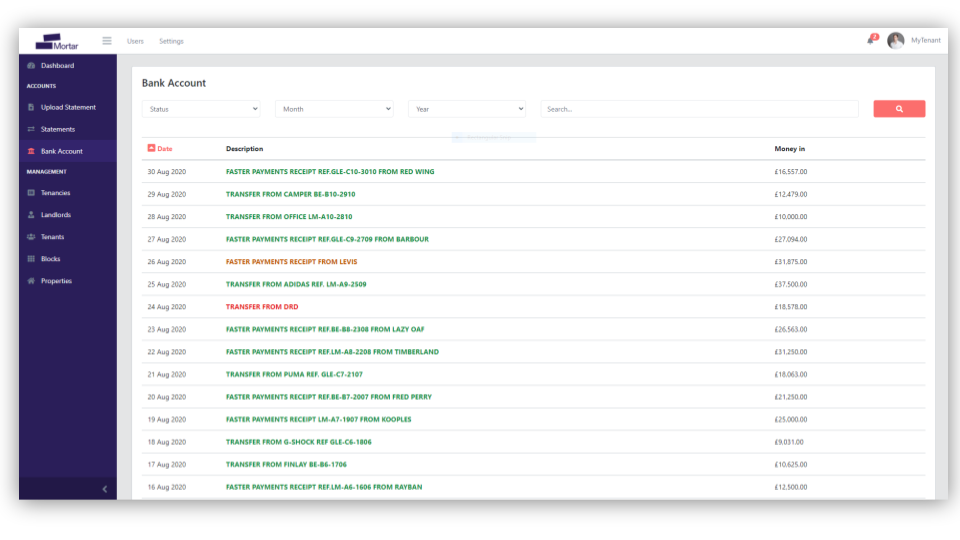 Mortar
Users Settings
2
MyTenant
Dashboard
ACCOUNTS
Upload Statement
Statements
Bank Account
MANAGEMENT
Tenancies
Landlords
Tenants
Blocks
Properties
Bank Account
Status Month Year Search...
Date Description Money in
30 Aug 2020 FASTER PAYMENTS RECEIPT REF.GLE-C10-3010 FROM RED WING £16,557.00
29 Aug 2020 TRANSFER FROM CAMPER BE-B10-2910 £12,479.00
28 Aug 2020 TRANSFER FROM OFFICE LM-A10-2810 £10,000.00
27 Aug 2020 FASTER PAYMENTS RECEIPT REF.GLE-C9-2709 FROM BARBOUR £27,094.00
26 Aug 2020 FASTER PAYMENTS RECEIPT FROM LEVIS £31,875.00
25 Aug 2020 TRANSFER FROM ADIDAS REF. LM-A9-2509 £37,500.00
24 Aug 2020 TRANSFER FROM DRD £18,578.00
23 Aug 2020 FASTER PAYMENTS RECEIPT REF.BE-B8-2308 FROM LAZY OAF £26,563.00
22 Aug 2020 FASTER PAYMENTS RECEIPT REF.LM-A8-2208 FROM TIMBERLAND £31,250.00
21 Aug 2020 TRANSFER FROM PUMA REF. GLE-C7-2107 £18,063.00
20 Aug 2020 FASTER PAYMENTS RECEIPT REF.BE-B7-2007 FROM FRED PERRY £21,250.00
19 Aug 2020 FASTER PAYMENTS RECEIPT LM-A7-1907 FROM KOOPLES £25,000.00
18 Aug 2020 TRANSFER FROM G-SHOCK REF GLE-C6-1806 £9,031.00
17 Aug 2020 TRANSFER FROM FINLAY BE-B6-1706 £10,625.00
16 Aug 2020 FASTER PAYMENTS RECEIPT REF.LM-A6-1606 FROM RAYBAN £12,500.00